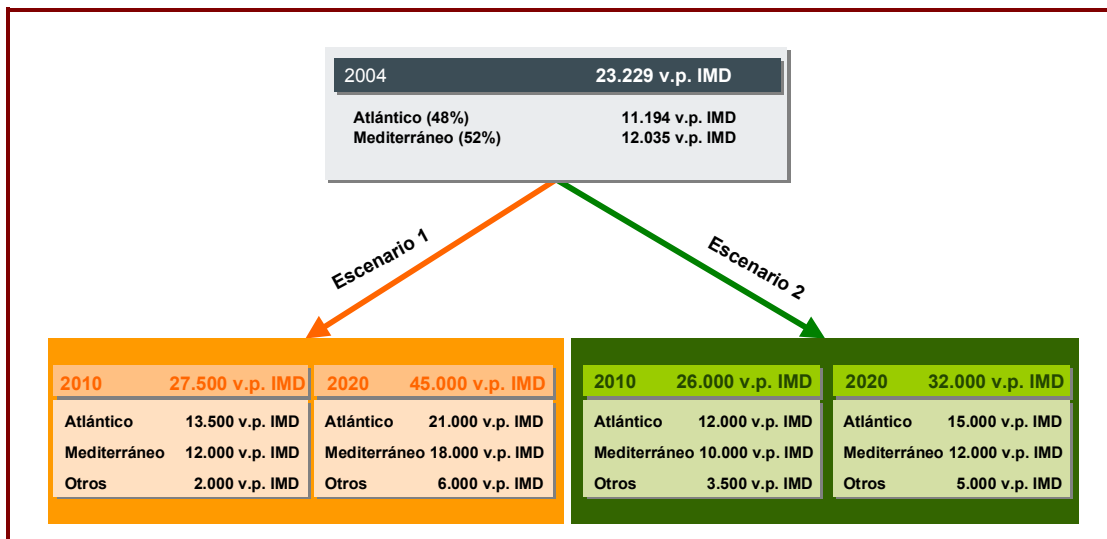 2004 23.229 v.p. IMD
Atlántico (48%) 11.194 v.p. IMD
Mediterráneo (52%) 12.035 v.p. IMD
Escenario 1
Escenario 2
2010 27.500 v.p. IMD
Atlántico 13.500 v.p. IMD
Mediterráneo 12.000 v.p. IMD
Otros 2.000 v.p. IMD
2020 45.000 v.p. IMD
Atlántico 21.000 v.p. IMD
Mediterráneo 18.000 v.p. IMD
Otros 6.000 v.p. IMD
2010 26.000 v.p. IMD
Atlántico 12.000 v.p. IMD
Mediterráneo 10.000 v.p. IMD
Otros 3.500 v.p. IMD
2020 32.000 v.p. IMD
Atlántico 15.000 v.p. IMD
Mediterráneo 12.000 v.p. IMD
Otros 5.000 v.p. IMD